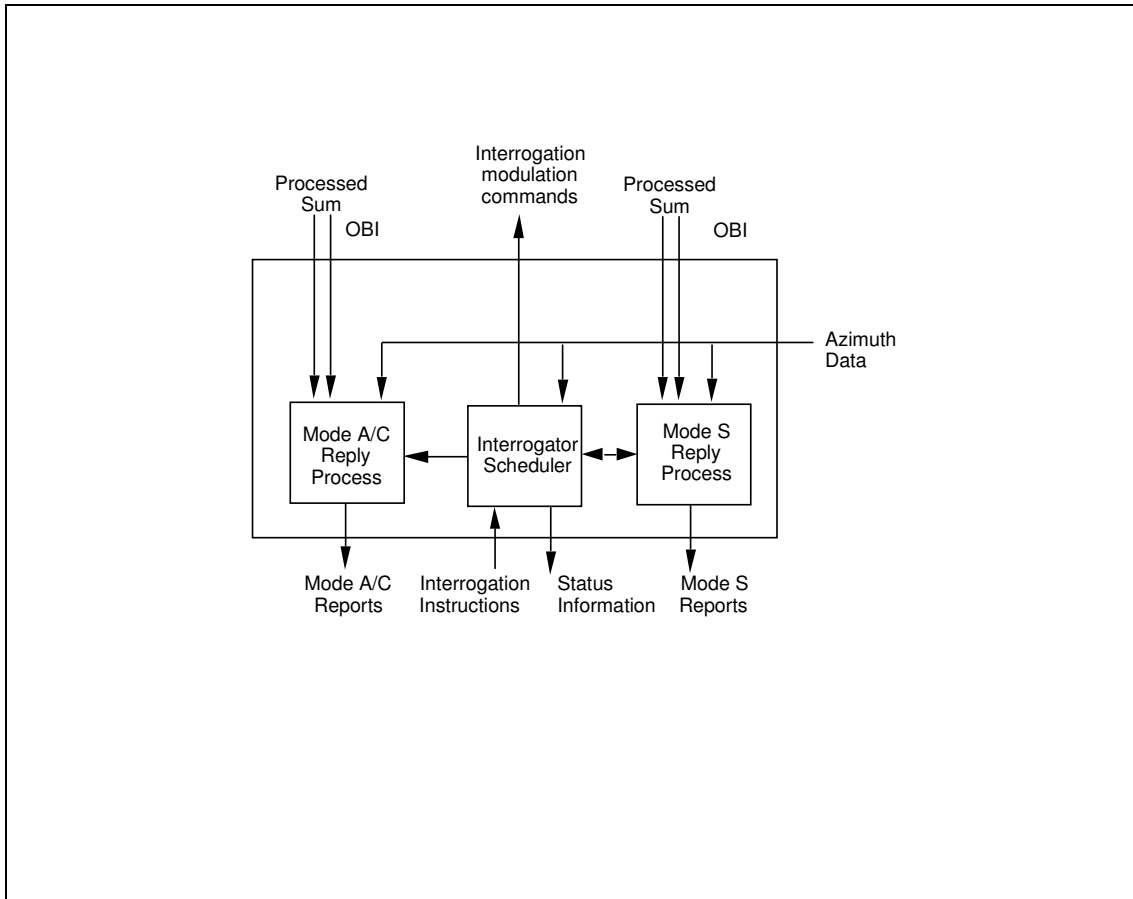 Interrogation
modulation
commands
Processed
Sum
OBI
Processed
Sum
OBI
Azimuth
Data
Mode A/C
Reply
Process
Interrogator
Scheduler
Mode S
Reply
Process
Mode A/C
Reports
Interrogation
Instructions
Status
Information
Mode S
Reports